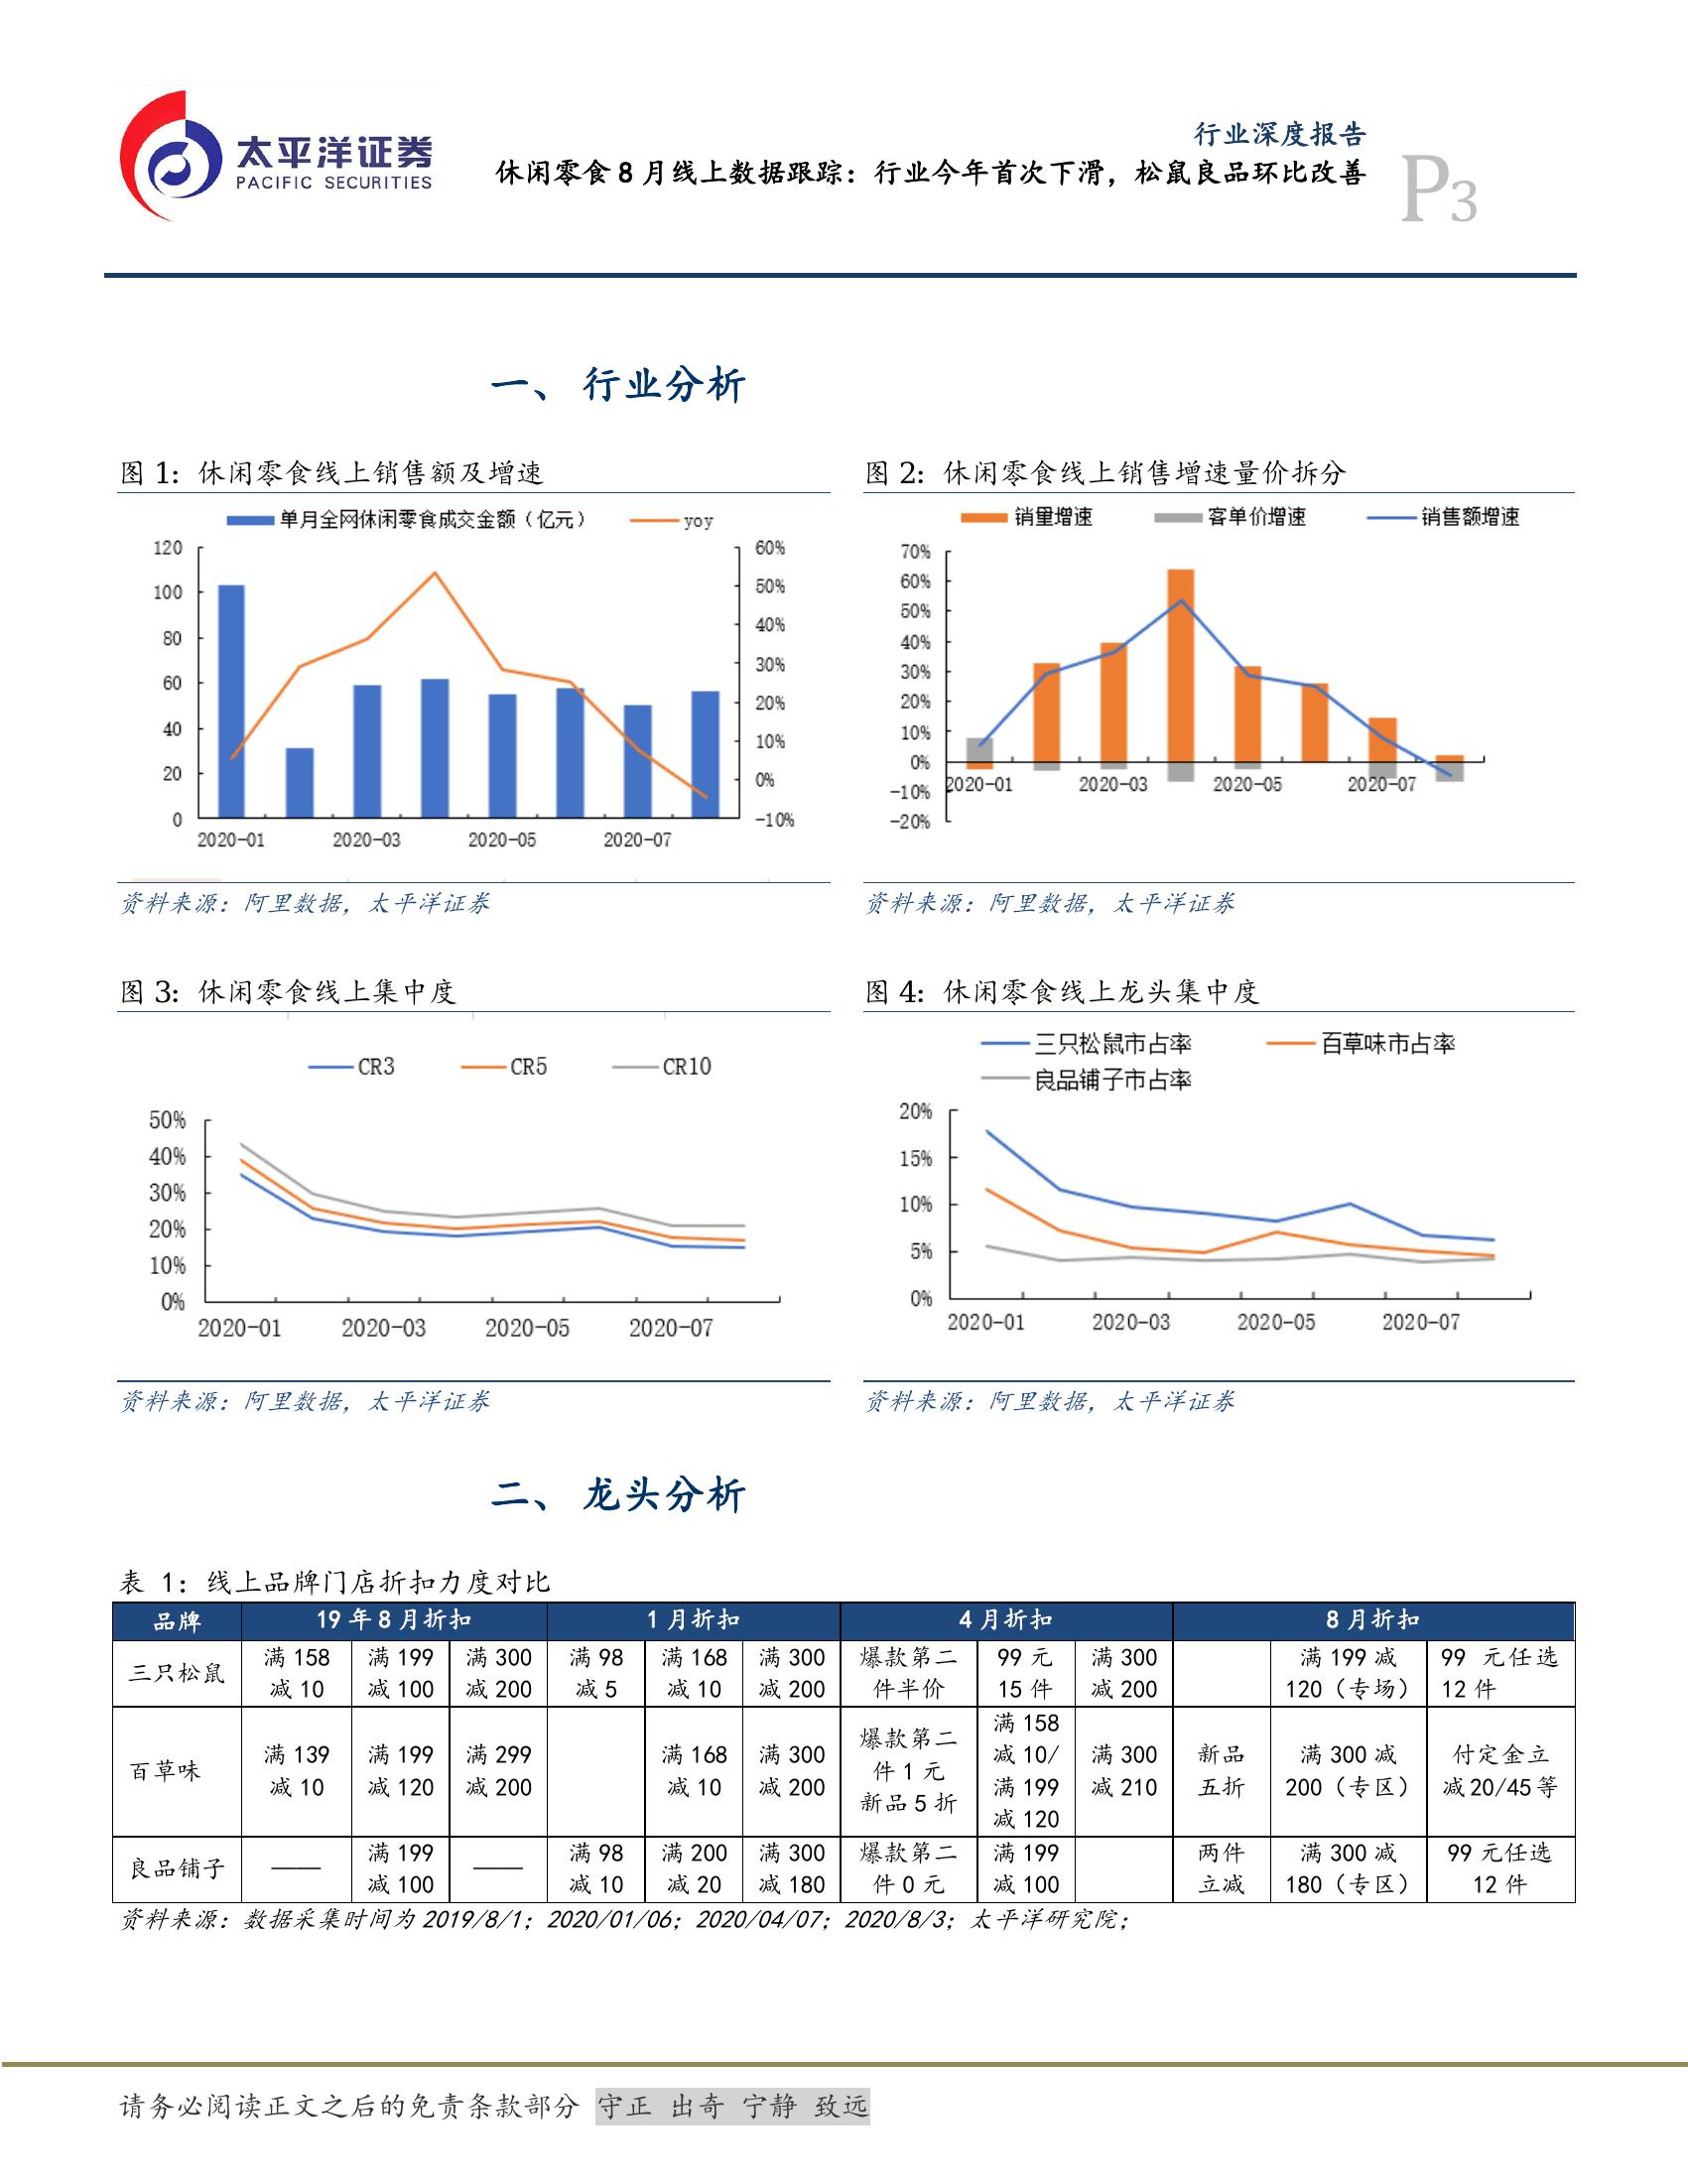 太平洋证券
PACIFIC SECURITIES
行业深度报告
休闲零食 8 月线上数据跟踪：行业今年首次下滑，松鼠良品环比改善
P3
一、 行业分析
图 1：休闲零食线上销售额及增速
单月全网休闲零食成交金额（亿元） yoy
120 60%
100 50%
80 40%
60 30%
40 20%
20 10%
0 0%
-10%
2020-01 2020-03 2020-05 2020-07
资料来源：阿里数据，太平洋证券
图 2：休闲零食线上销售增速量价拆分
销量增速 客单价增速 销售额增速
70%
60%
50%
40%
30%
20%
10%
0%
-10%
-20%
2020-01 2020-03 2020-05 2020-07
资料来源：阿里数据，太平洋证券
图 3：休闲零食线上集中度
CR3 CR5 CR10
50%
40%
30%
20%
10%
0%
2020-01 2020-03 2020-05 2020-07
资料来源：阿里数据，太平洋证券
图 4：休闲零食线上龙头集中度
三只松鼠市占率 百草味市占率
良品铺子市占率
20%
15%
10%
5%
0%
2020-01 2020-03 2020-05 2020-07
资料来源：阿里数据，太平洋证券
二、 龙头分析
表 1：线上品牌门店折扣力度对比
品牌 19 年 8 月折扣 1 月折扣 4 月折扣 8 月折扣
三只松鼠 满 158 减 10 满 199 减 100 满 300 减 200 满 98 减 5 满 168 减 10 满 300 减 200 爆款第二件半价 99 元 15 件 满 300 减 200 满 199 减 120（专场） 99 元任选 12 件
百草味 满 139 减 10 满 199 减 120 满 299 减 200 满 168 减 10 满 300 减 200 爆款第二件 1 元 新品 5 折 满 158 减 10/ 满 199 减 120 满 300 减 210 新品五折 满 300 减 200（专区） 付定金立减 20/45 等
良品铺子 —— 满 199 减 100 —— 满 98 减 10 满 200 减 20 满 300 减 180 爆款第二件 0 元 满 199 减 100 两件立减 满 300 减 180（专区） 99 元任选 12 件
资料来源：数据采集时间为 2019/8/1；2020/01/06；2020/04/07；2020/8/3；太平洋研究院；
请务必阅读正文之后的免责条款部分 守正 出奇 宁静 致远